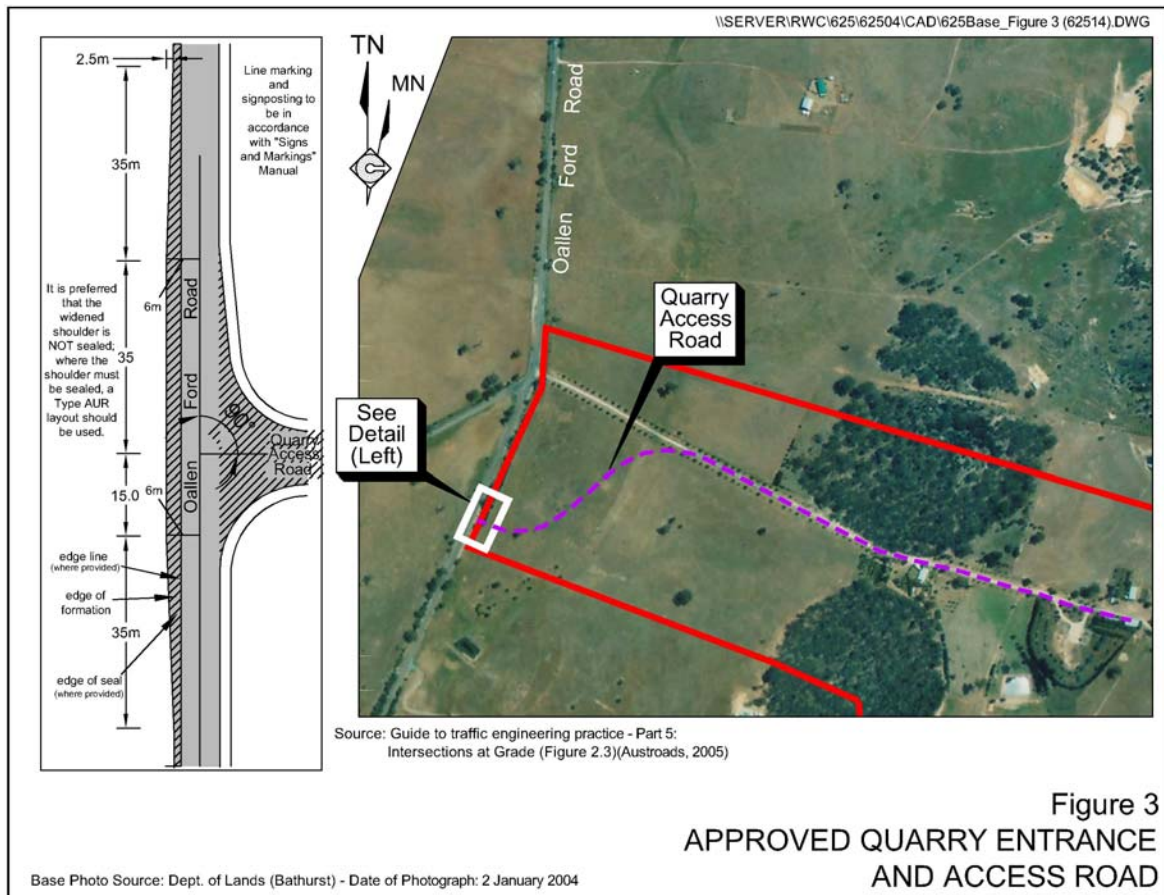 \\SERVER\RWC\625\62504\CAD\625Base_Figure 3 (62514).DWG
2.5m
35m
Line marking
and
signposting to
be in
accordance
with "Signs
and Markings"
Manual
It is preferred
that the
widened
shoulder is
NOT sealed;
where the
shoulder must
be sealed, a
Type AUR
layout should
be used.
6m
35
Oallen Ford Road
90°
Quarry
Access
Road
15.0
6m
edge line
(where provided)
edge of
formation
35m
edge of seal
(where provided)
TN
MN
Oallen Ford Road
Quarry
Access
Road
See
Detail
(Left)
Source: Guide to traffic engineering practice - Part 5:
Intersections at Grade (Figure 2.3)(Austroads, 2005)
Figure 3
APPROVED QUARRY ENTRANCE
AND ACCESS ROAD
Base Photo Source: Dept. of Lands (Bathurst) - Date of Photograph: 2 January 2004